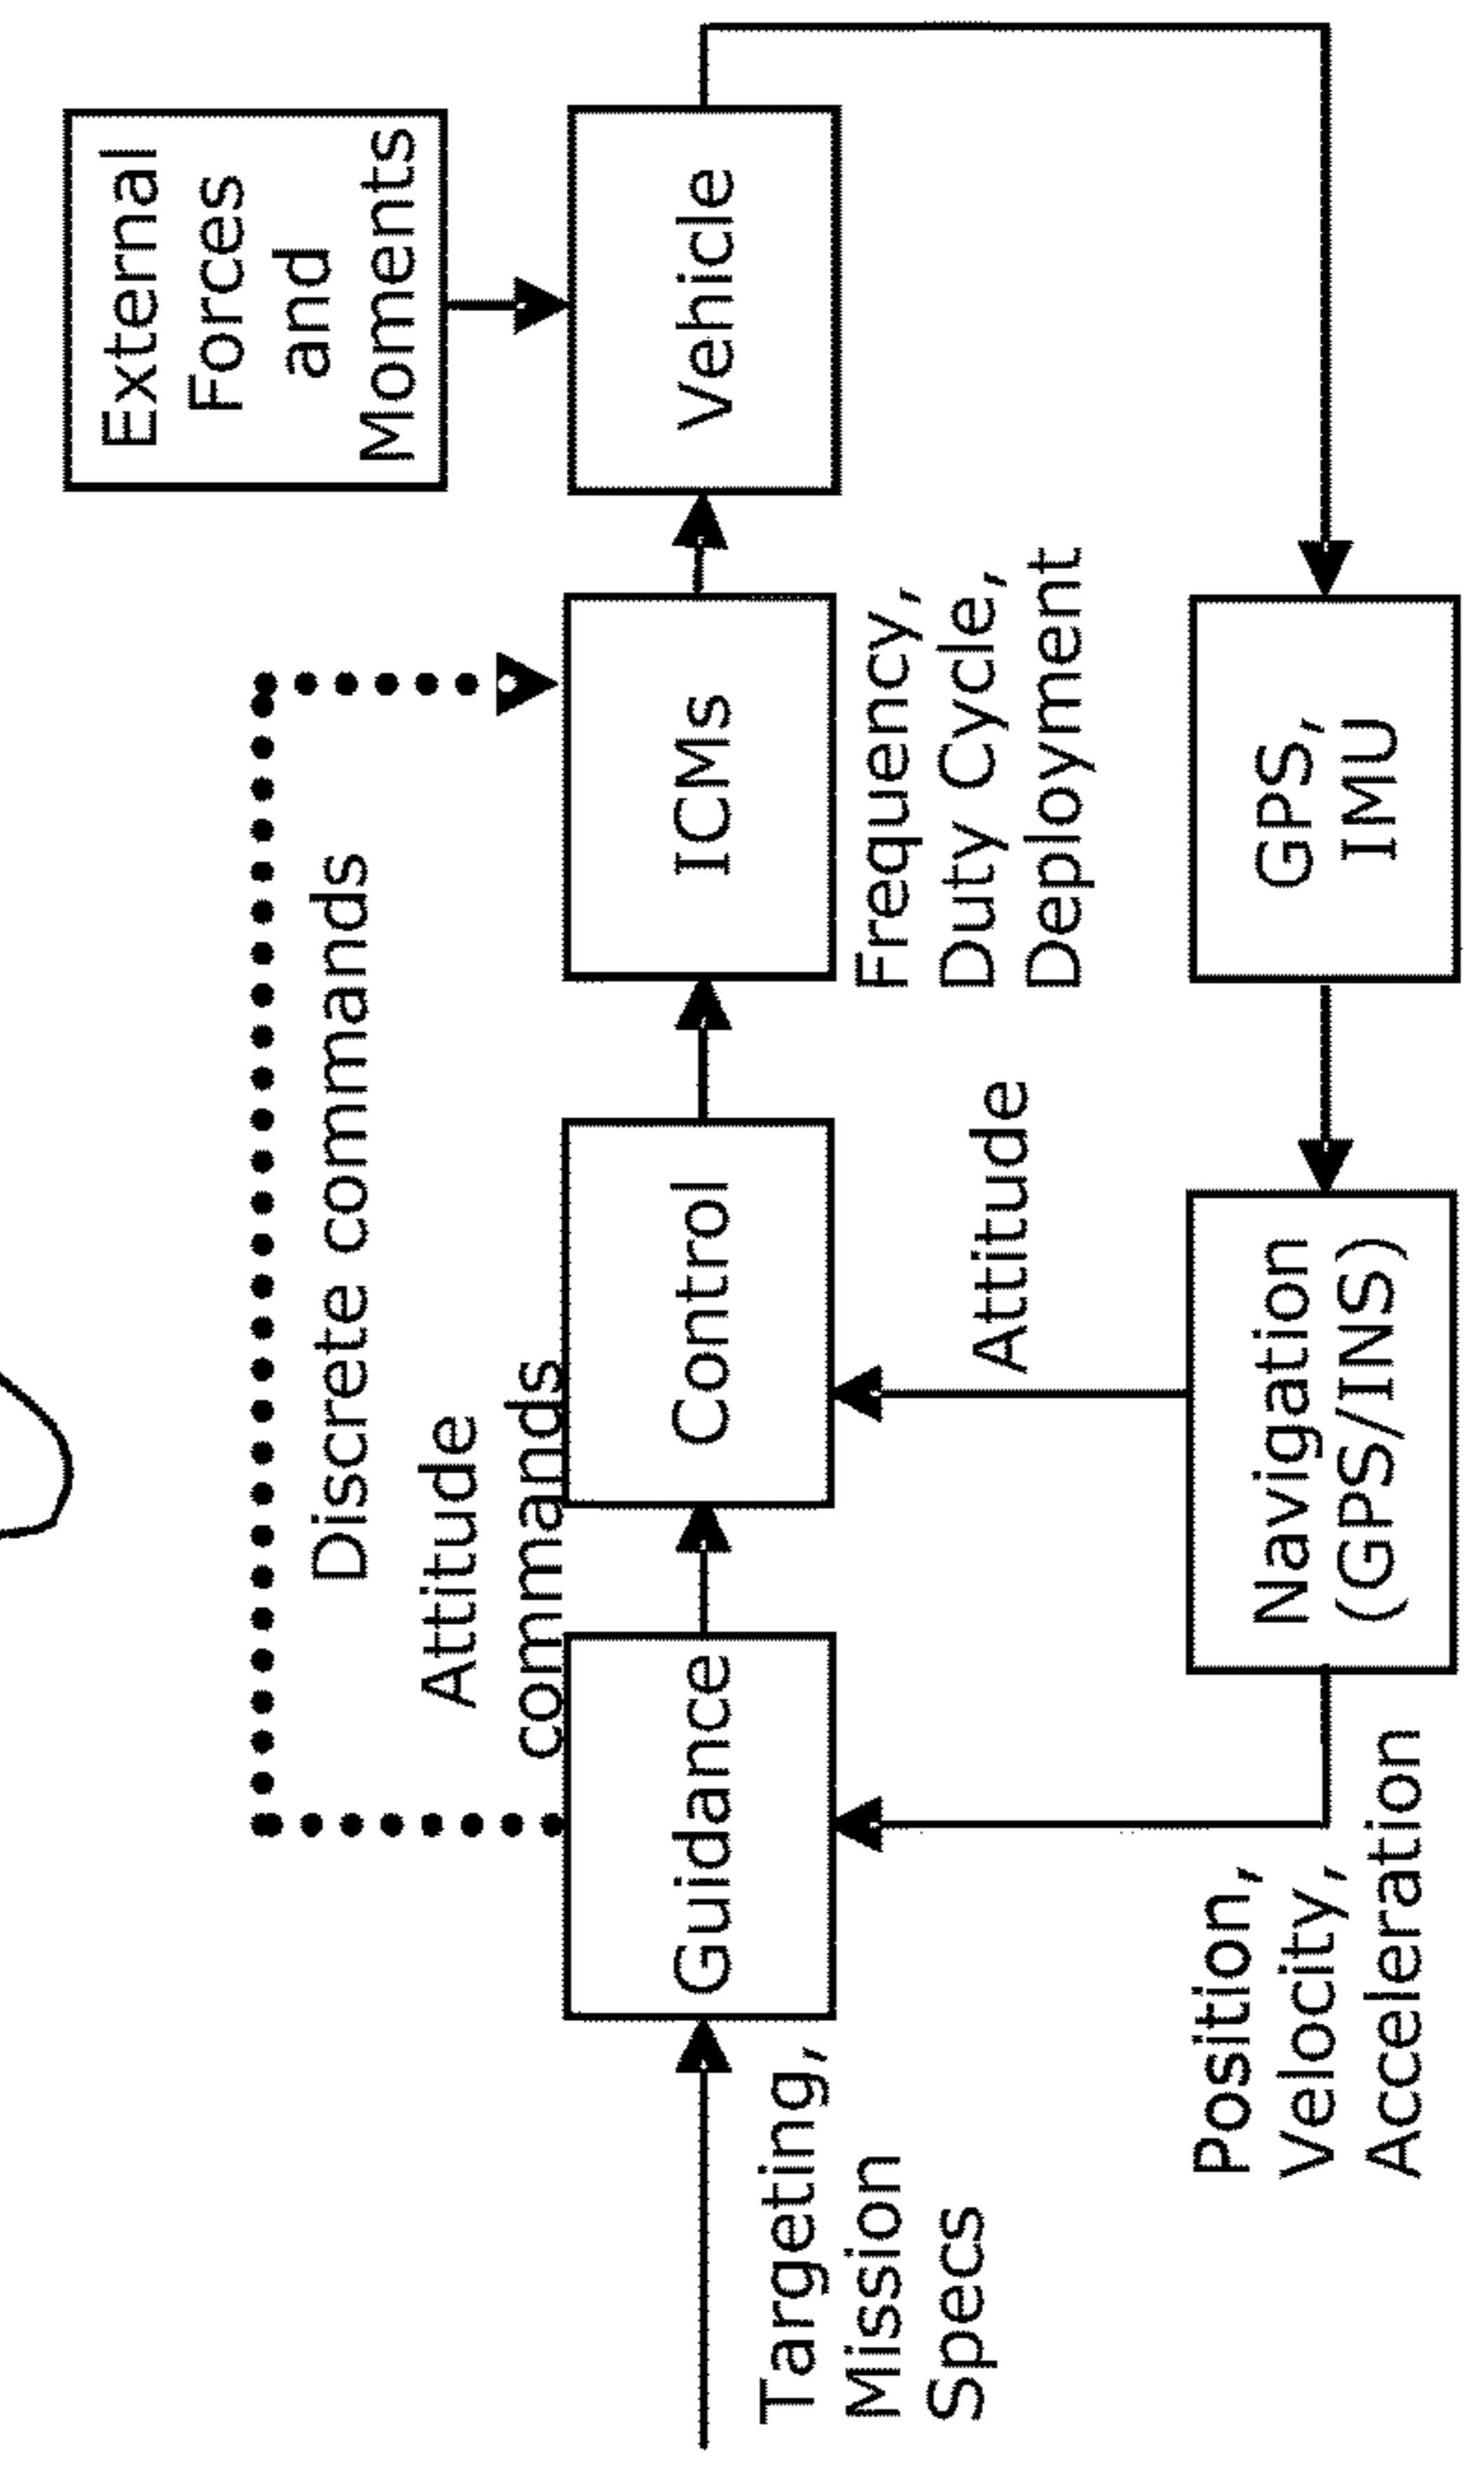 External
Forces
and
Moments
Discrete commands
Attitude
commands
Guidance
Control
ICMs
Vehicle
Targeting,
Mission
Specs
Frequency,
Duty Cycle,
Deployment
Attitude
Position,
Velocity,
Acceleration
Navigation
(GPS/INS)
GPS,
IMU